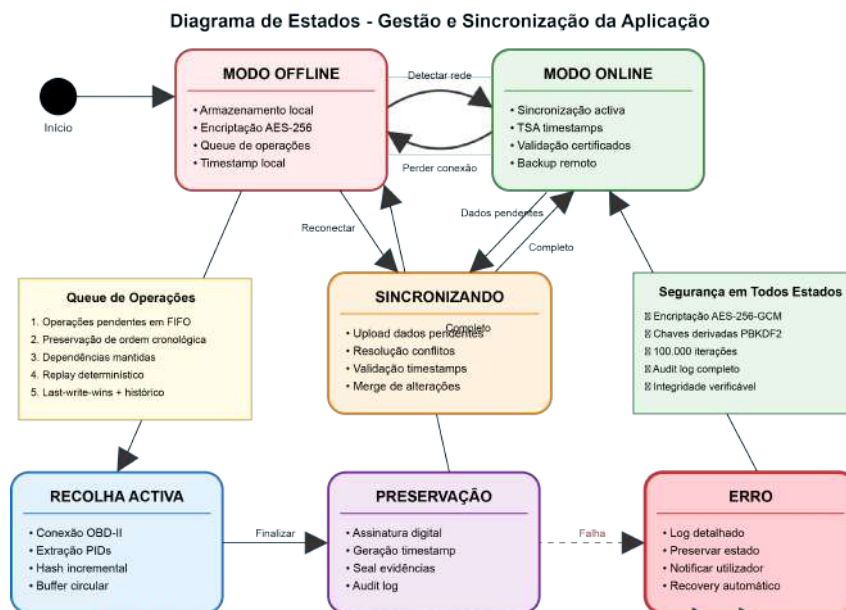 Diagrama de Estados - Gestão e Sincronização da Aplicação
Início
MODO OFFLINE
• Armazenamento local
• Encriptação AES-256
• Queue de operações
• Timestamp local
Detectar rede
Perder conexão
MODO ONLINE
• Sincronização activa
• TSA timestamps
• Validação certificados
• Backup remoto
Reconectar
Dados pendentes
Completo
Queue de Operações
1. Operações pendentes em FIFO
2. Preservação de ordem cronológica
3. Dependências mantidas
4. Replay determinístico
5. Last-write-wins + histórico
SINCRONIZANDO
• Upload dados pendentes
Completo
• Resolução conflitos
• Validação timestamps
• Merge de alterações
Segurança em Todos Estados
Encriptação AES-256-GCM
Chaves derivadas PBKDF2
100.000 iterações
Audit log completo
Integridade verificável
RECOLHA ACTIVA
• Conexão OBD-II
• Extração PIDs
• Hash incremental
• Buffer circular
Finalizar
PRESERVAÇÃO
• Assinatura digital
• Geração timestamp
• Seal evidências
• Audit log
Falha
ERRO
• Log detalhado
• Preservar estado
• Notificar utilizador
• Recovery automático